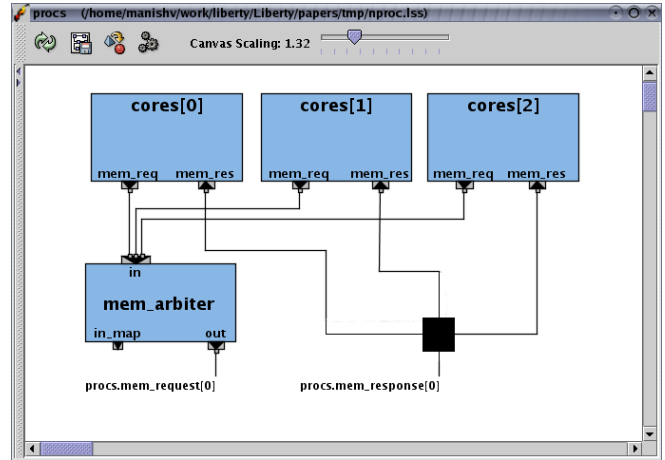 procs (/home/manishv/work/liberty/Liberty/papers/tmp/nproc.lss)
Canvas Scaling: 1.32
cores[0] cores[1] cores[2]
mem_req mem_res mem_req mem_res mem_req mem_res
in
mem_arbiter
in_map out
procs.mem_request[0] procs.mem_response[0]